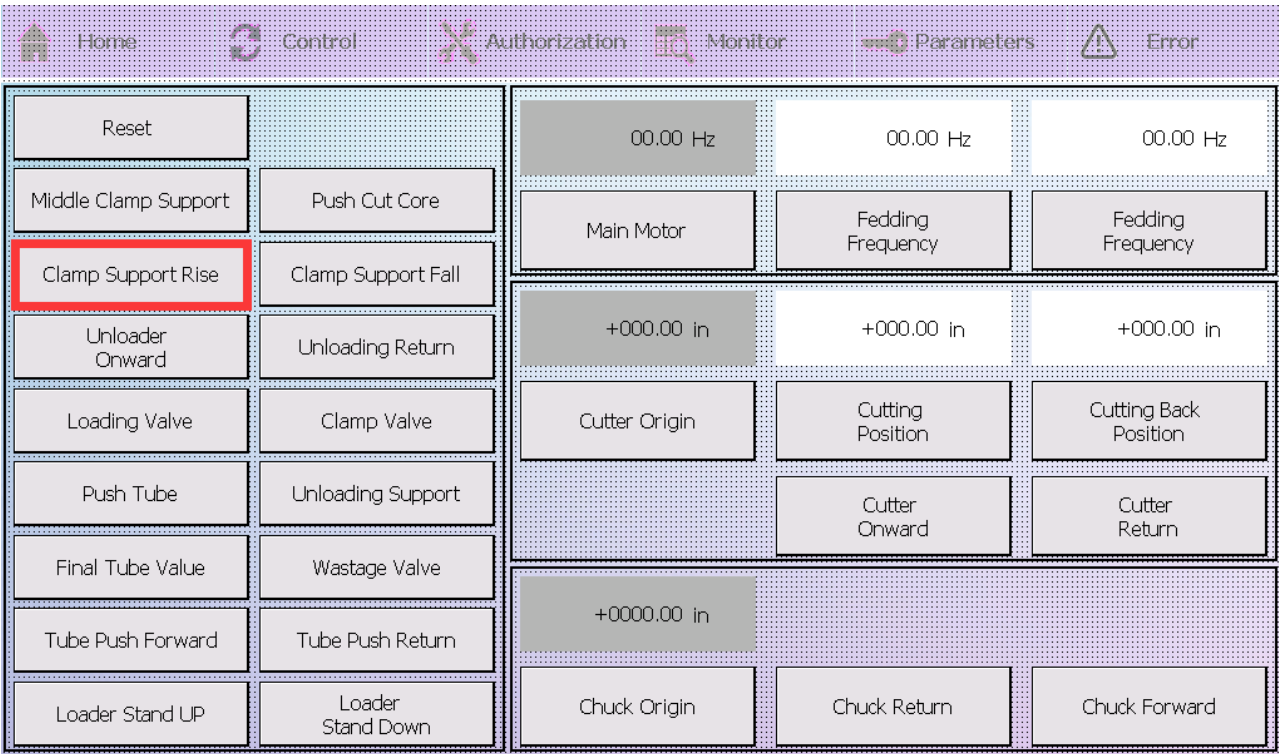 Home Control Authorization Monitor Parameters Error
Reset
Middle Clamp Support Push Cut Core
Clamp Support Rise Clamp Support Fall
Unloader
Onward
Unloading Return
Loading Valve Clamp Valve
Push Tube Unloading Support
Final Tube Value Wastage Valve
Tube Push Forward Tube Push Return
Loader Stand UP
Loader
Stand Down
00.00 Hz 00.00 Hz 00.00 Hz
Main Motor
Fedding
Frequency
Fedding
Frequency
+000.00 in +000.00 in +000.00 in
Cutter Origin
Cutting
Position
Cutting Back
Position
Cutter
Onward
Cutter
Return
+0000.00 in
Chuck Origin Chuck Return Chuck Forward